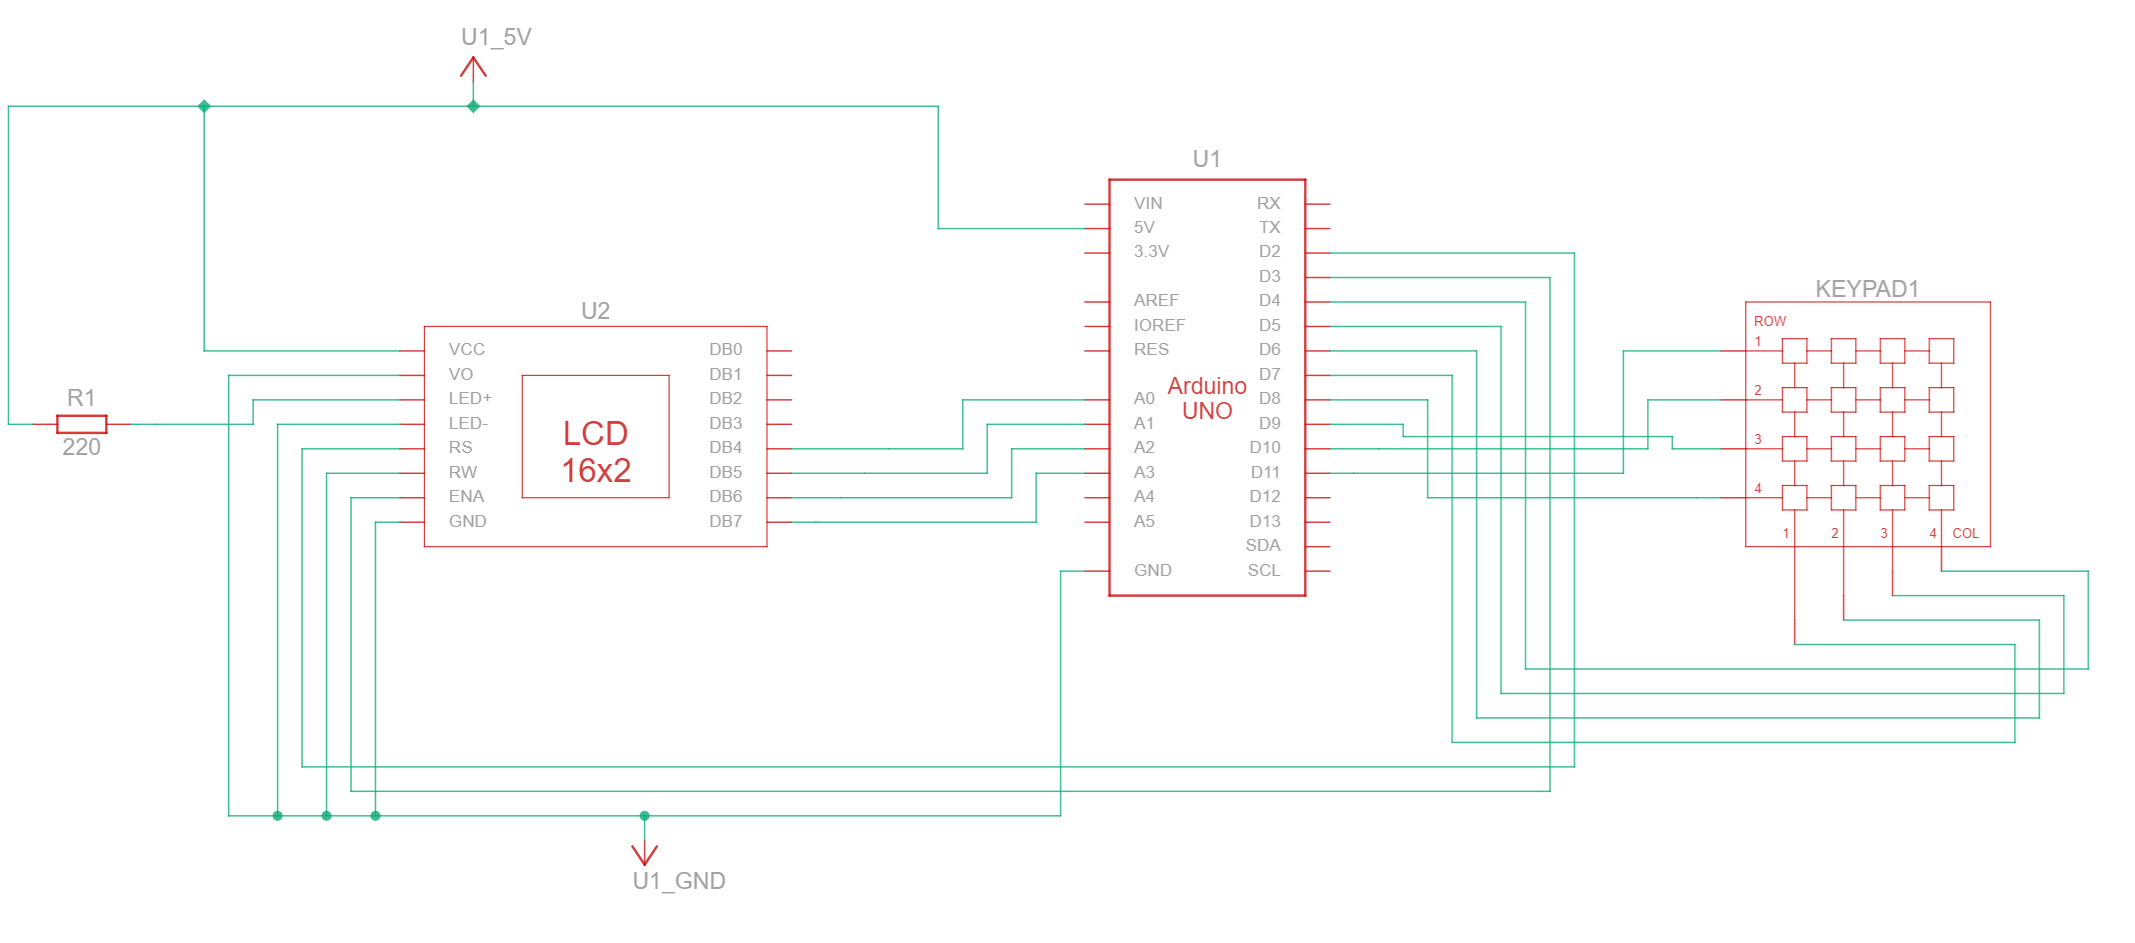 U1_5V
R1
220
U2
VCC
VO
LED+
LED-
RS
RW
ENA
GND
LCD
16x2
DB0
DB1
DB2
DB3
DB4
DB5
DB6
DB7
U1
VIN
5V
3.3V
AREF
IOREF
RES
A0
A1
A2
A3
A4
A5
GND
Arduino
UNO
RX
TX
D2
D3
D4
D5
D6
D7
D8
D9
D10
D11
D12
D13
SDA
SCL
KEYPAD1
ROW
1
2
3
4
1 2 3 4 COL
U1_GND